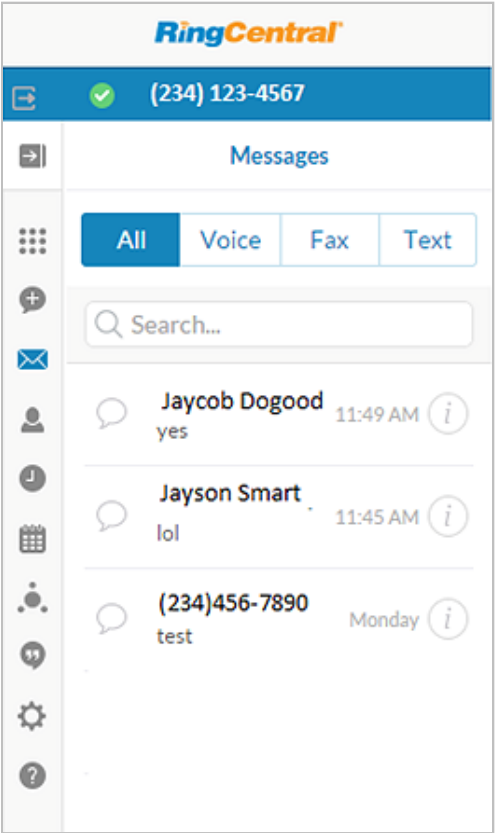 RingCentral
(234) 123-4567
Messages
All Voice Fax Text
Search...
Jaycob Dogood 11:49 AM i
yes
Jayson Smart 11:45 AM i
lol
(234)456-7890 Monday i
test
?